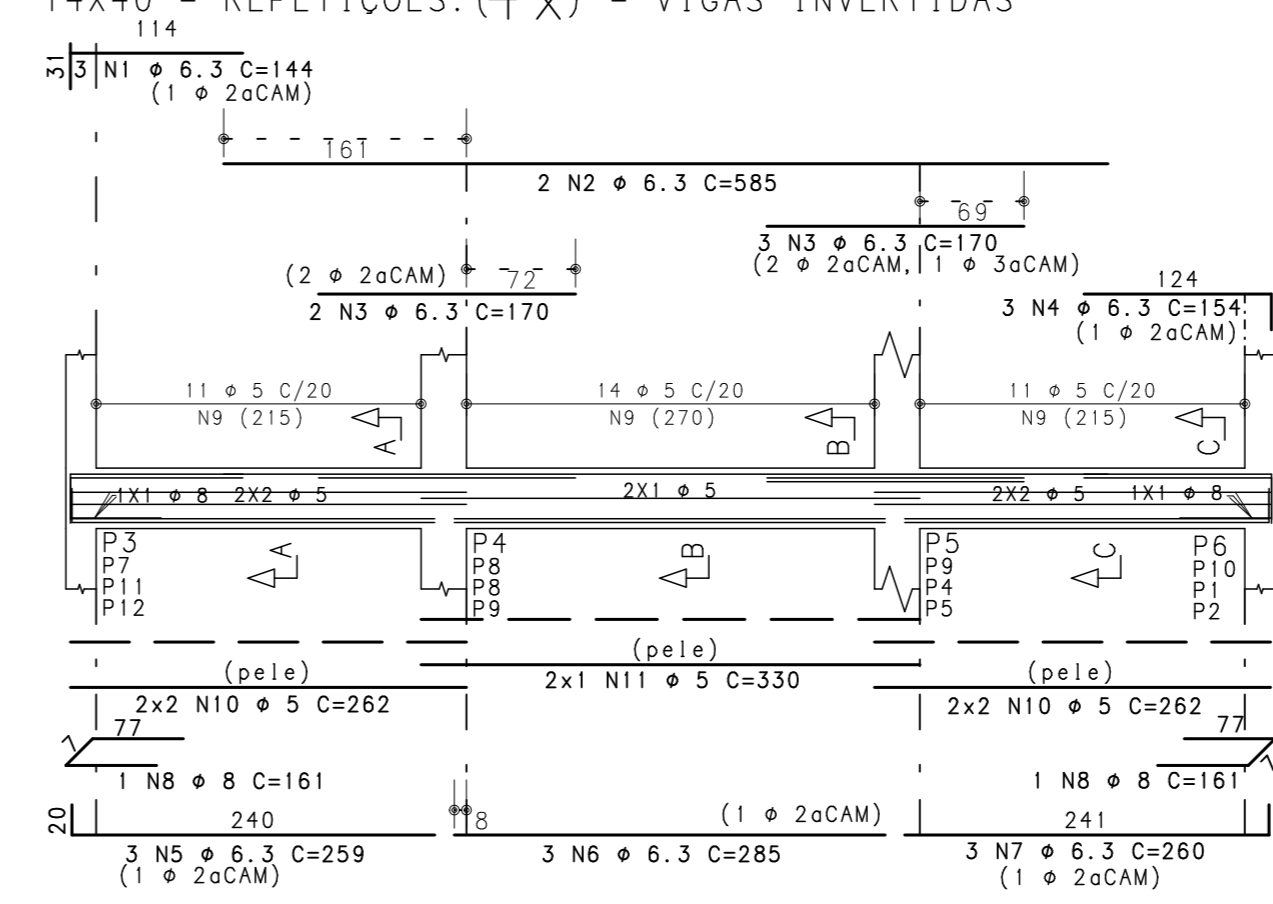 14X40 - REPETIÇÕES:(4 X) - VIGAS INVERTIDAS
114
31
3 N1 φ 6.3 C=144
(1 φ 2aCAM)
161
2 N2 φ 6.3 C=585
69
3 N3 φ 6.3 C=170
(2 φ 2aCAM, 1 φ 3aCAM)
(2 φ 2aCAM)
72
2 N3 φ 6.3 C=170
124
3 N4 φ 6.3 C=154
(1 φ 2aCAM)
11 φ 5 C/20
N9 (215)
A
14 φ 5 C/20
N9 (270)
B
11 φ 5 C/20
N9 (215)
C
1X1 φ 8
2X2 φ 5
2X1 φ 5
2X2 φ 5
1X1 φ 8
P3
P7
P11
P12
A
P4
P8
P8
P9
B
P5
P9
P4
P5
C
P6
P10
P1
P2
(pele)
2x2 N10 φ 5 C=262
(pele)
2x1 N11 φ 5 C=330
(pele)
2x2 N10 φ 5 C=262
7
77
1 N8 φ 8 C=161
77
1 N8 φ 8 C=161
20
240
3 N5 φ 6.3 C=259
(1 φ 2aCAM)
8
(1 φ 2aCAM)
3 N6 φ 6.3 C=285
241
3 N7 φ 6.3 C=260
(1 φ 2aCAM)